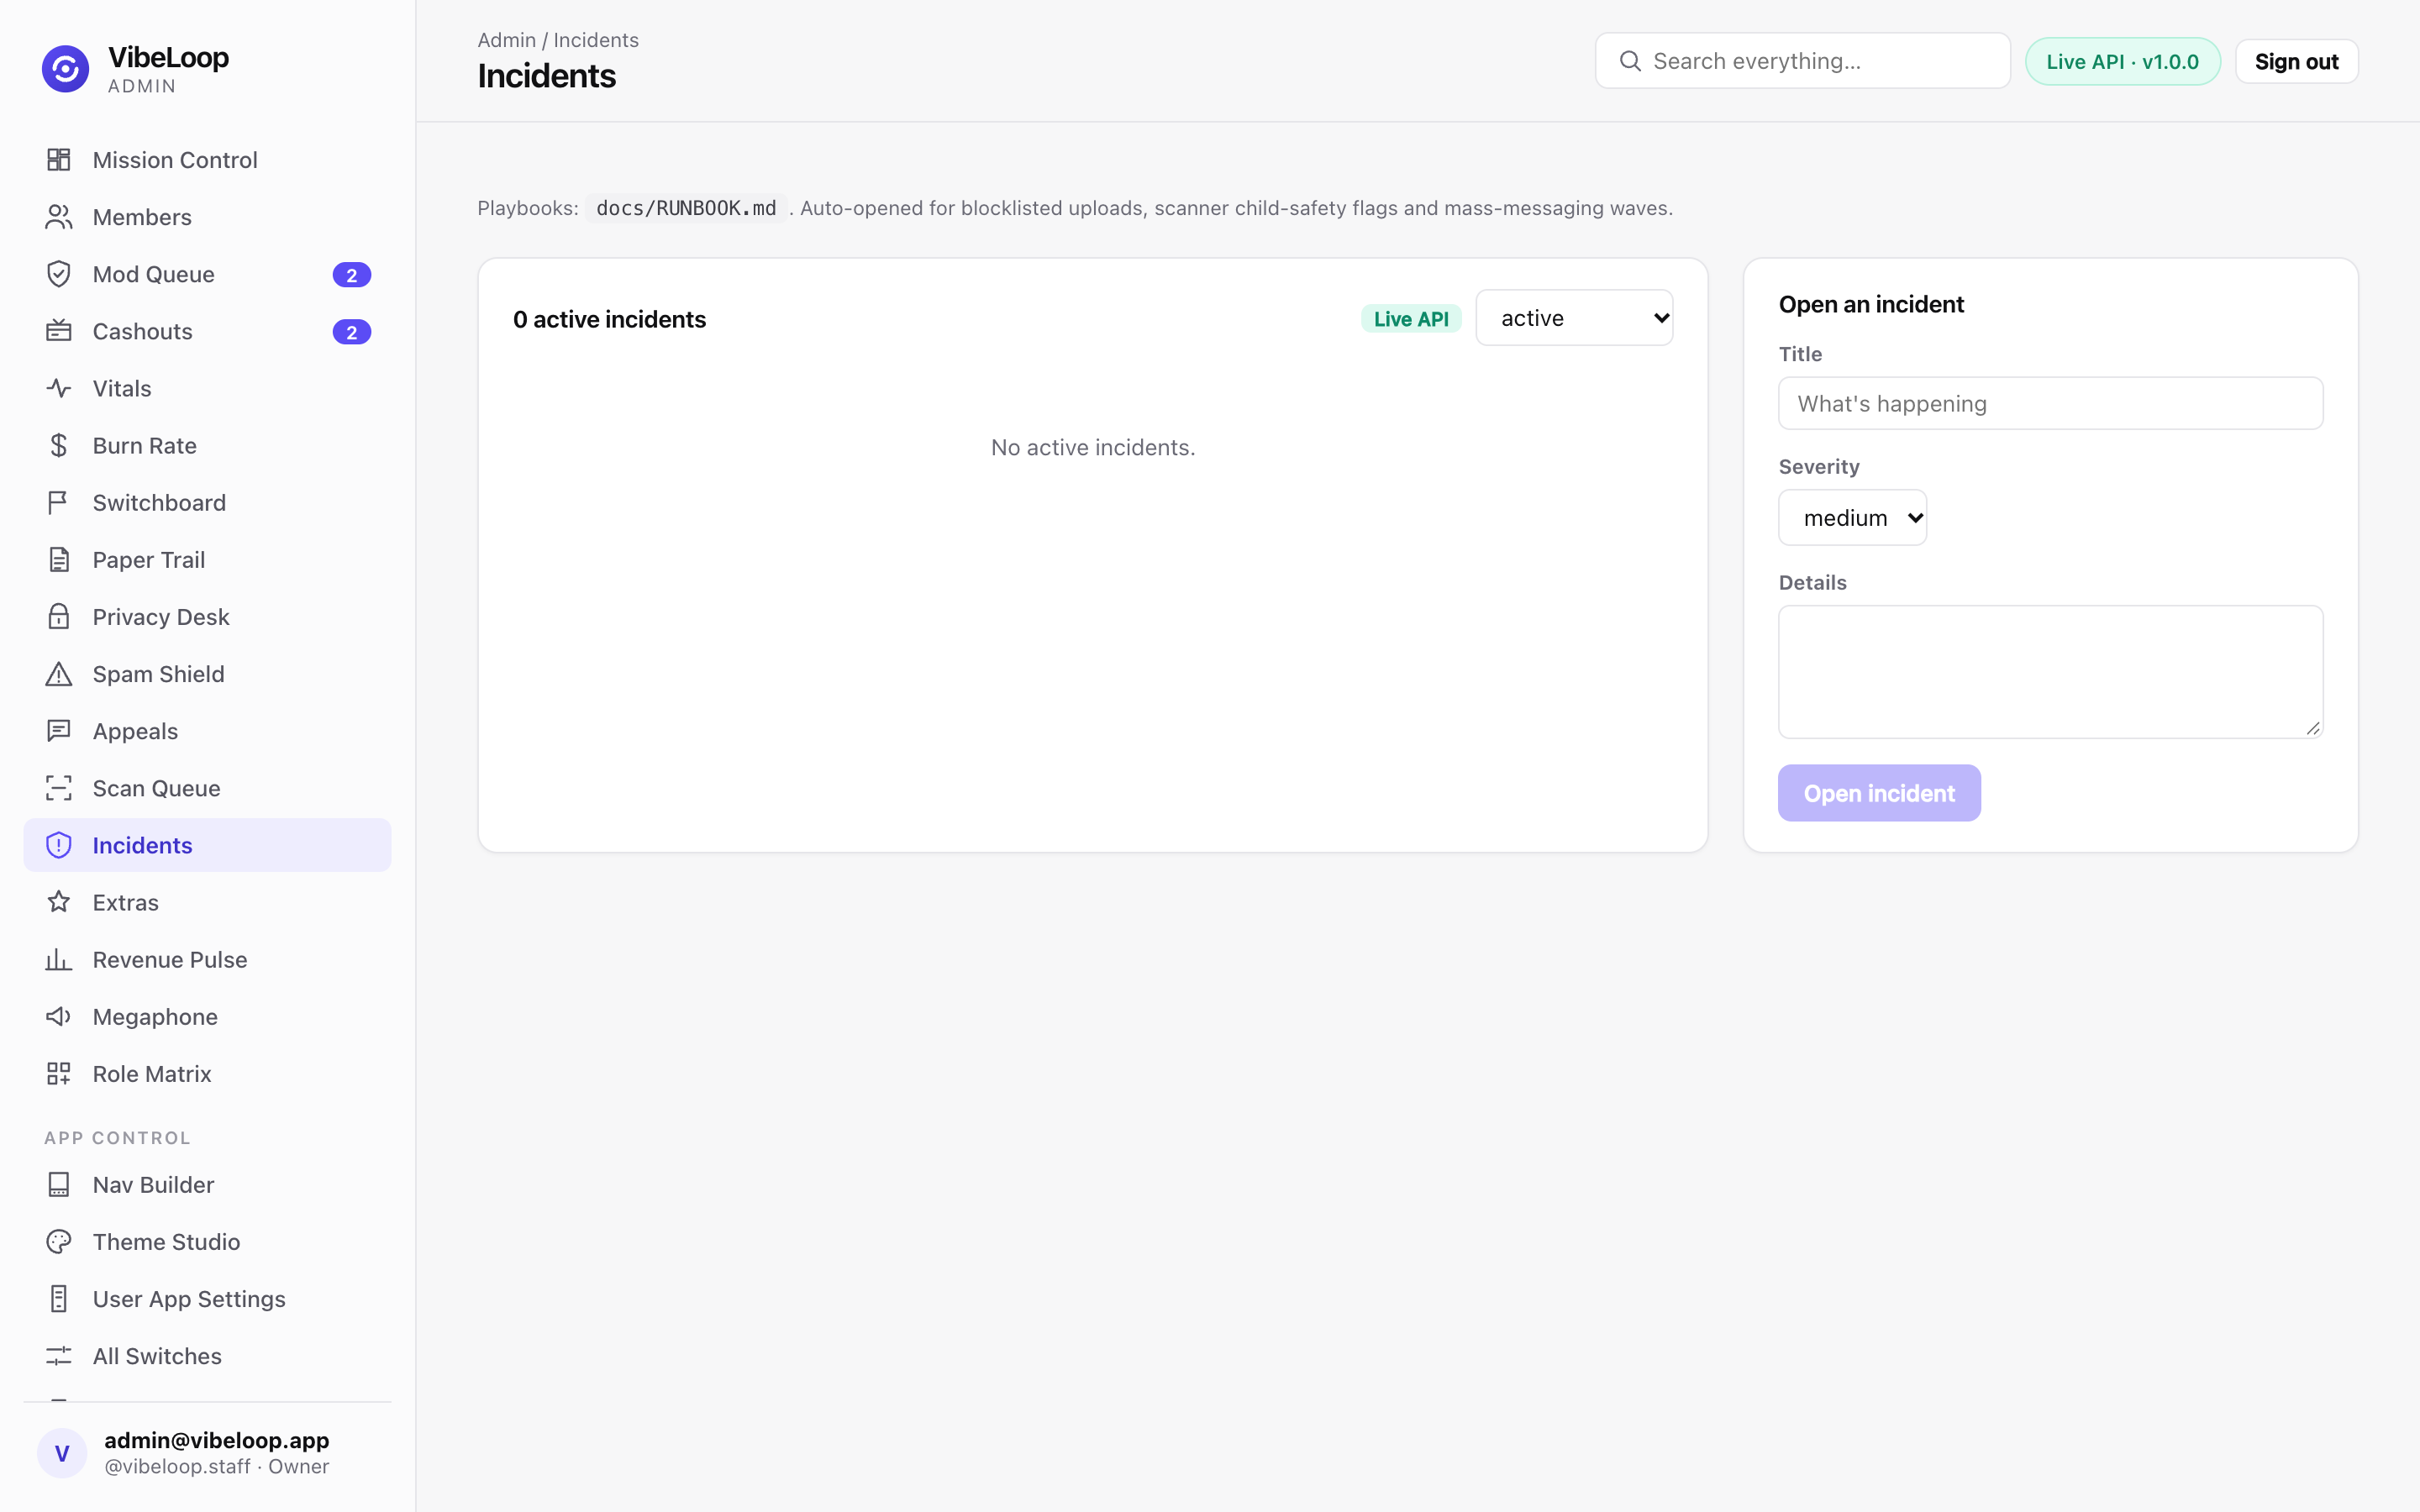 VibeLoop
ADMIN
Mission Control
Members
Mod Queue 2
Cashouts 2
Vitals
Burn Rate
Switchboard
Paper Trail
Privacy Desk
Spam Shield
Appeals
Scan Queue
Incidents
Extras
Revenue Pulse
Megaphone
Role Matrix
APP CONTROL
Nav Builder
Theme Studio
User App Settings
All Switches
V
admin@vibeloop.app
@vibeloop.staff · Owner
Admin / Incidents
Incidents
Search everything...
Live API · v1.0.0
Sign out
Playbooks: docs/RUNBOOK.md. Auto-opened for blocklisted uploads, scanner child-safety flags and mass-messaging waves.
0 active incidents
Live API
active
No active incidents.
Open an incident
Title
What's happening
Severity
medium
Details
Open incident